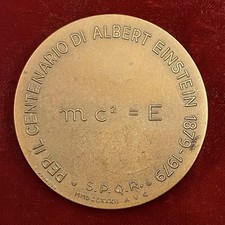 PER IL CENTENARIO DI ALBERT EINSTEIN 1879-1979
mc² = E
· S.P.Q.R. ·